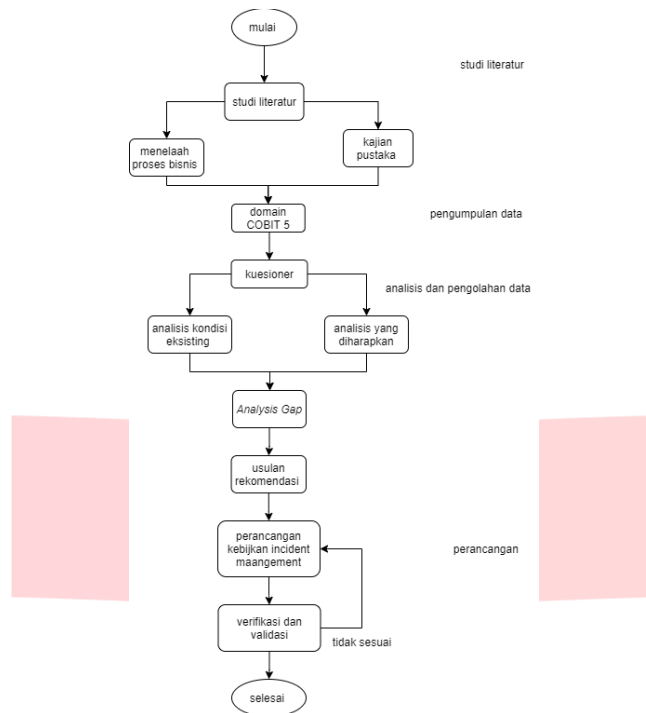 mulai
studi literatur
studi literatur
menelaah
proses bisnis
kajian
pustaka
domain
COBIT 5
pengumpulan data
kuesioner
analisis dan pengolahan data
analisis kondisi
eksisting
analisis yang
diharapkan
Analysis Gap
usulan
rekomendasi
perancangan
kebijkan incident
maangement
perancangan
verifikasi dan
validasi
tidak sesuai
selesai